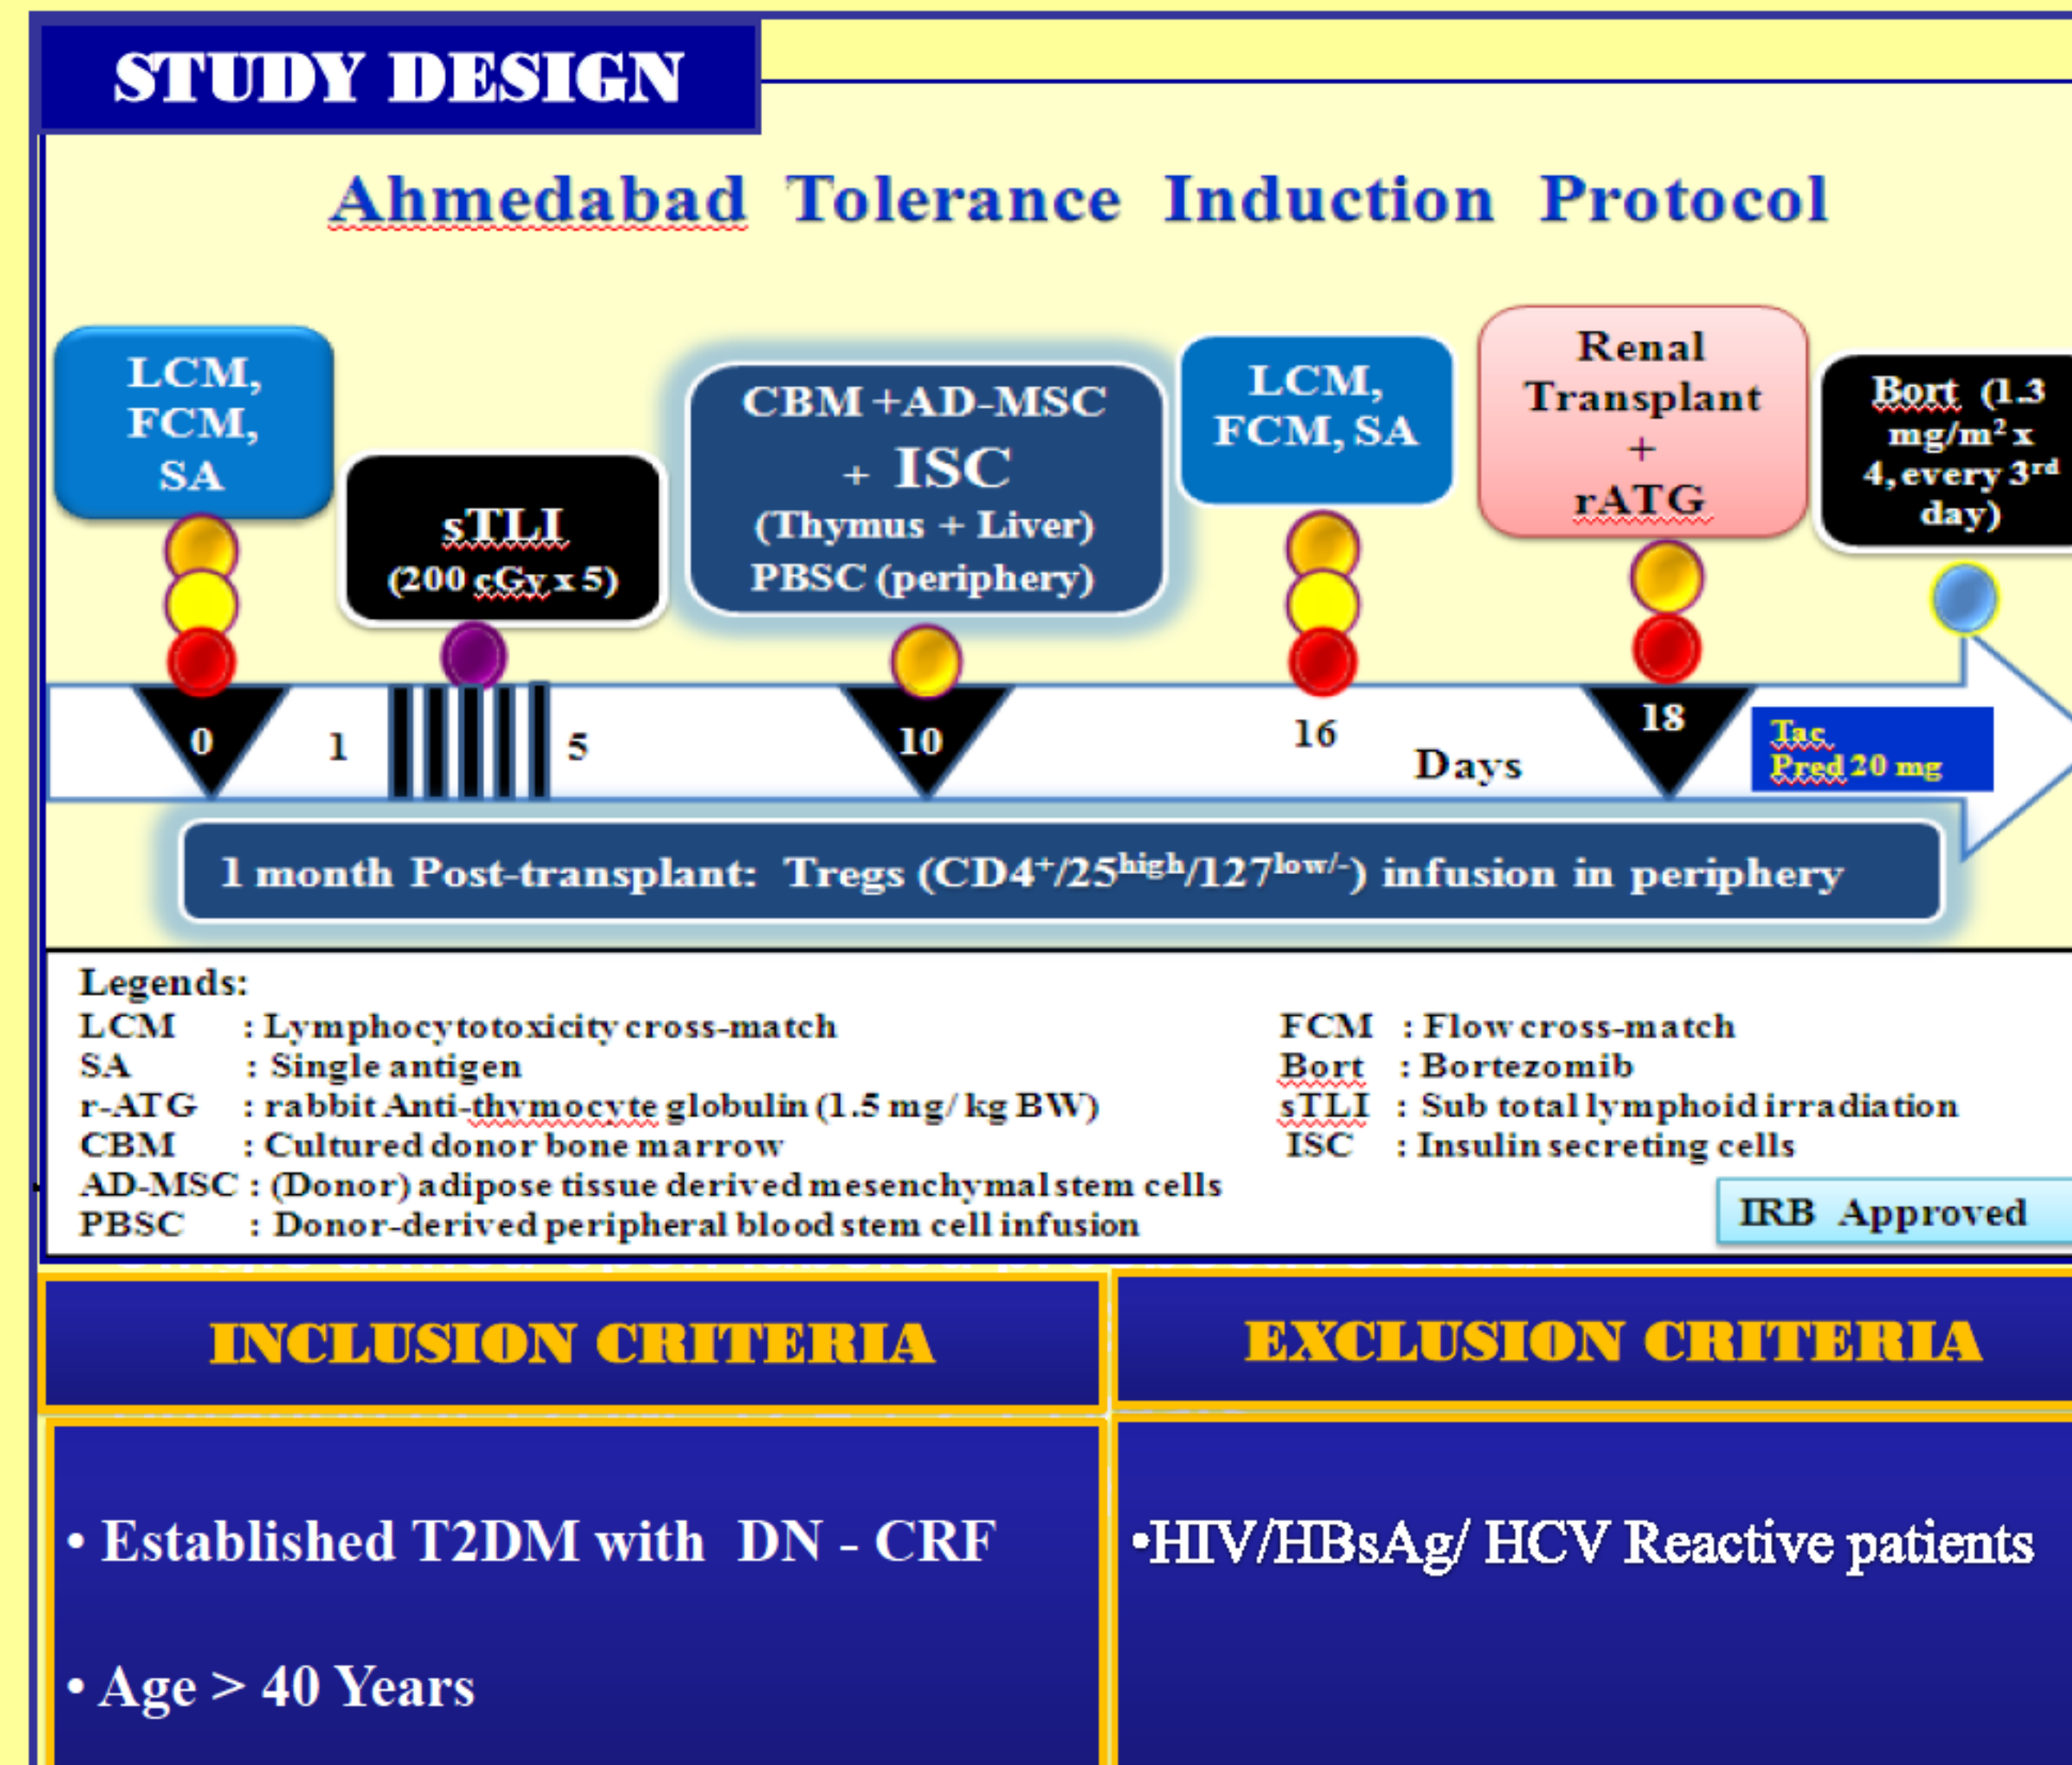 STUDY DESIGN
Ahmedabad Tolerance Induction Protocol
LCM,
FCM,
SA
sTLI
(200 cGy x 5)
CBM +AD-MSC
+ ISC
(Thymus + Liver)
PBSC (periphery)
LCM,
FCM, SA
Renal
Transplant
+
rATG
Bort (1.3
mg/m² x
4, every 3rd
day)
0
1
5
10
16
Days
18
Tac
Pred 20 mg
1 month Post-transplant: Tregs (CD4⁺/25high/127low/-) infusion in periphery
Legends:
LCM : Lymphocytotoxicity cross-match
SA : Single antigen
r-ATG : rabbit Anti-thymocyte globulin (1.5 mg/ kg BW)
CBM : Cultured donor bone marrow
AD-MSC : (Donor) adipose tissue derived mesenchymal stem cells
PBSC : Donor-derived peripheral blood stem cell infusion
FCM : Flow cross-match
Bort : Bortezomib
sTLI : Sub total lymphoid irradiation
ISC : Insulin secreting cells
IRB Approved
INCLUSION CRITERIA
• Established T2DM with DN - CRF
• Age > 40 Years
EXCLUSION CRITERIA
•HIV/HBsAg/ HCV Reactive patients